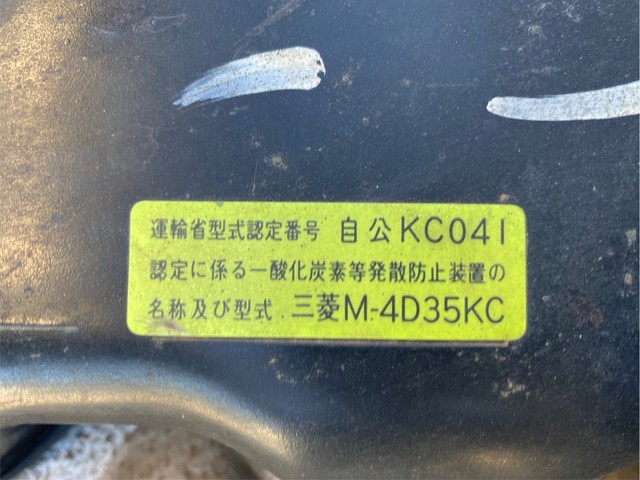 運輸省型式認定番号 自公KC041
認定に係る一酸化炭素等発散防止装置の
名称及び型式 三菱M-4D35KC